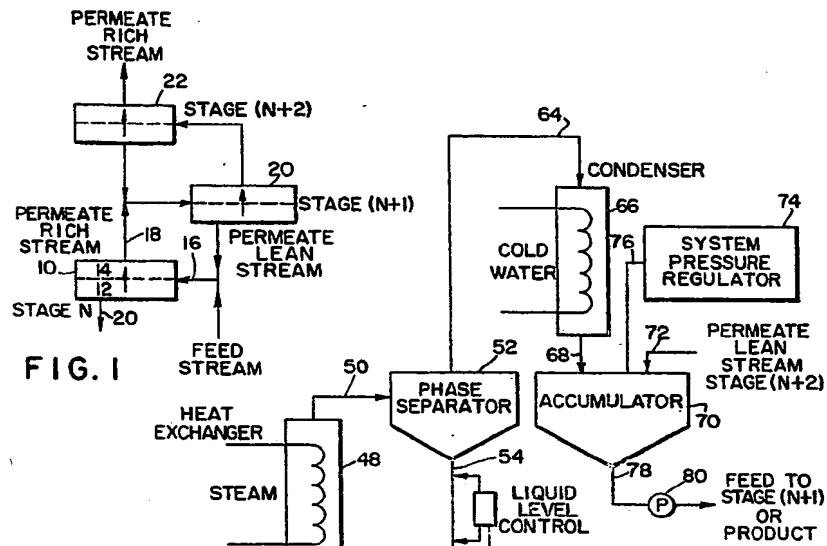 PERMEATE
RICH
STREAM
22
STAGE (N+2)
20
STAGE (N+1)
PERMEATE
RICH
STREAM
18
PERMEATE
LEAN
STREAM
10
14
12
16
STAGE N
20
FEED
STREAM
FIG. 1
64
CONDENSER
66
76
74
SYSTEM
PRESSURE
REGULATOR
COLD
WATER
68
72
PERMEATE
LEAN
STREAM
STAGE (N+2)
50
52
PHASE
SEPARATOR
ACCUMULATOR
70
HEAT
EXCHANGER
48
STEAM
54
LIQUID
LEVEL
CONTROL
78
80
P
FEED TO
STAGE (N+1)
OR
PRODUCT